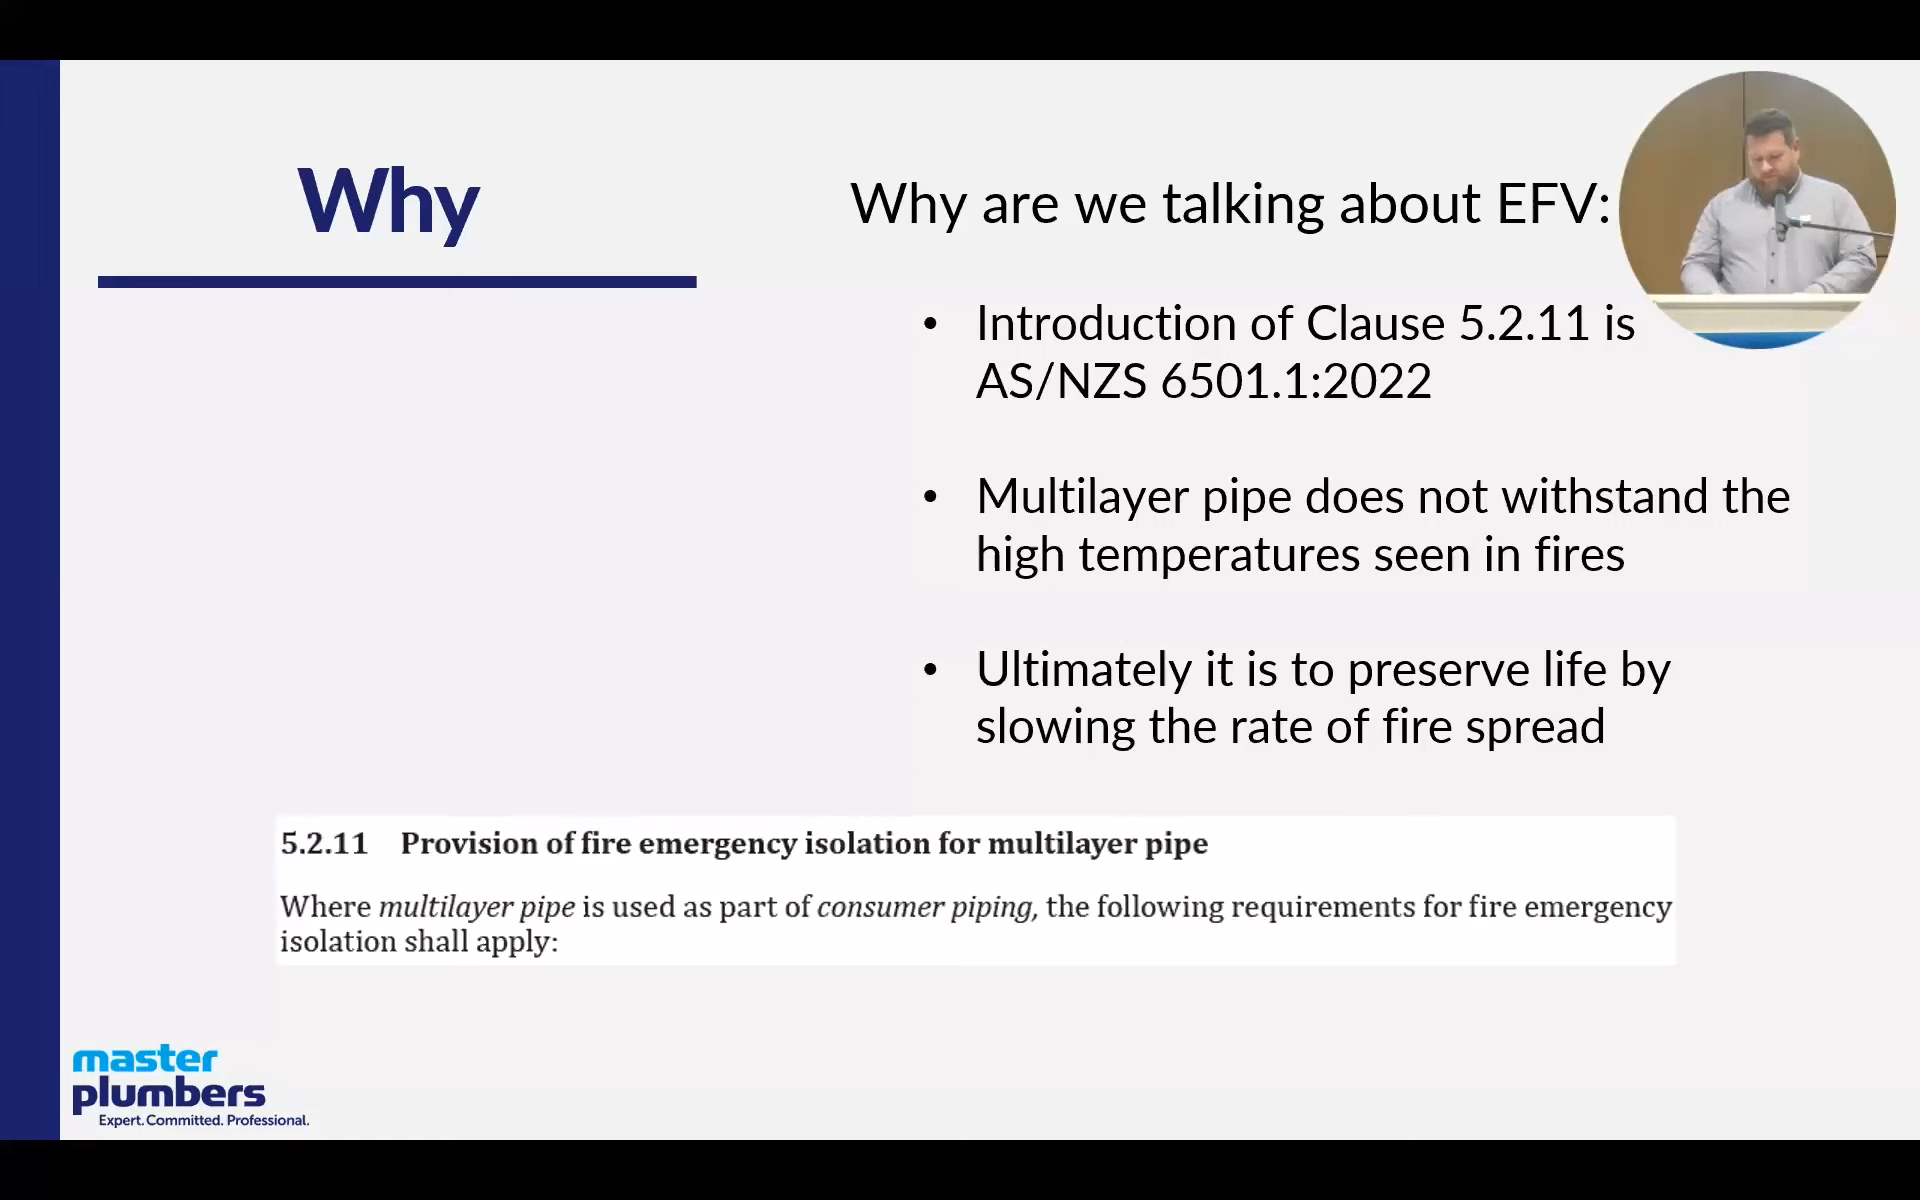 Why
Why are we talking about EFV:
• Introduction of Clause 5.2.11 is
AS/NZS 6501.1:2022
• Multilayer pipe does not withstand the
high temperatures seen in fires
• Ultimately it is to preserve life by
slowing the rate of fire spread
5.2.11 Provision of fire emergency isolation for multilayer pipe
Where multilayer pipe is used as part of consumer piping, the following requirements for fire emergency
isolation shall apply:
master
plumbers
Expert. Committed. Professional.